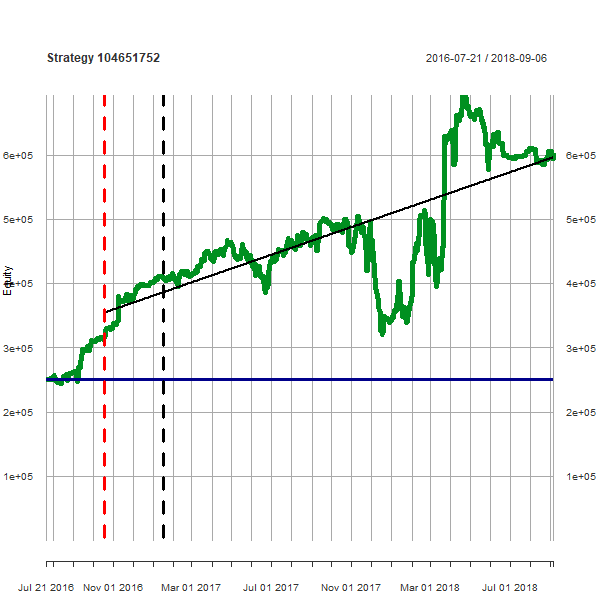 Strategy 104651752
2016-07-21 / 2018-09-06
6e+05
6e+05
5e+05
5e+05
Equity
4e+05
4e+05
3e+05
3e+05
2e+05
2e+05
1e+05
1e+05
Jul 21 2016
Nov 01 2016
Mar 01 2017
Jul 01 2017
Nov 01 2017
Mar 01 2018
Jul 01 2018